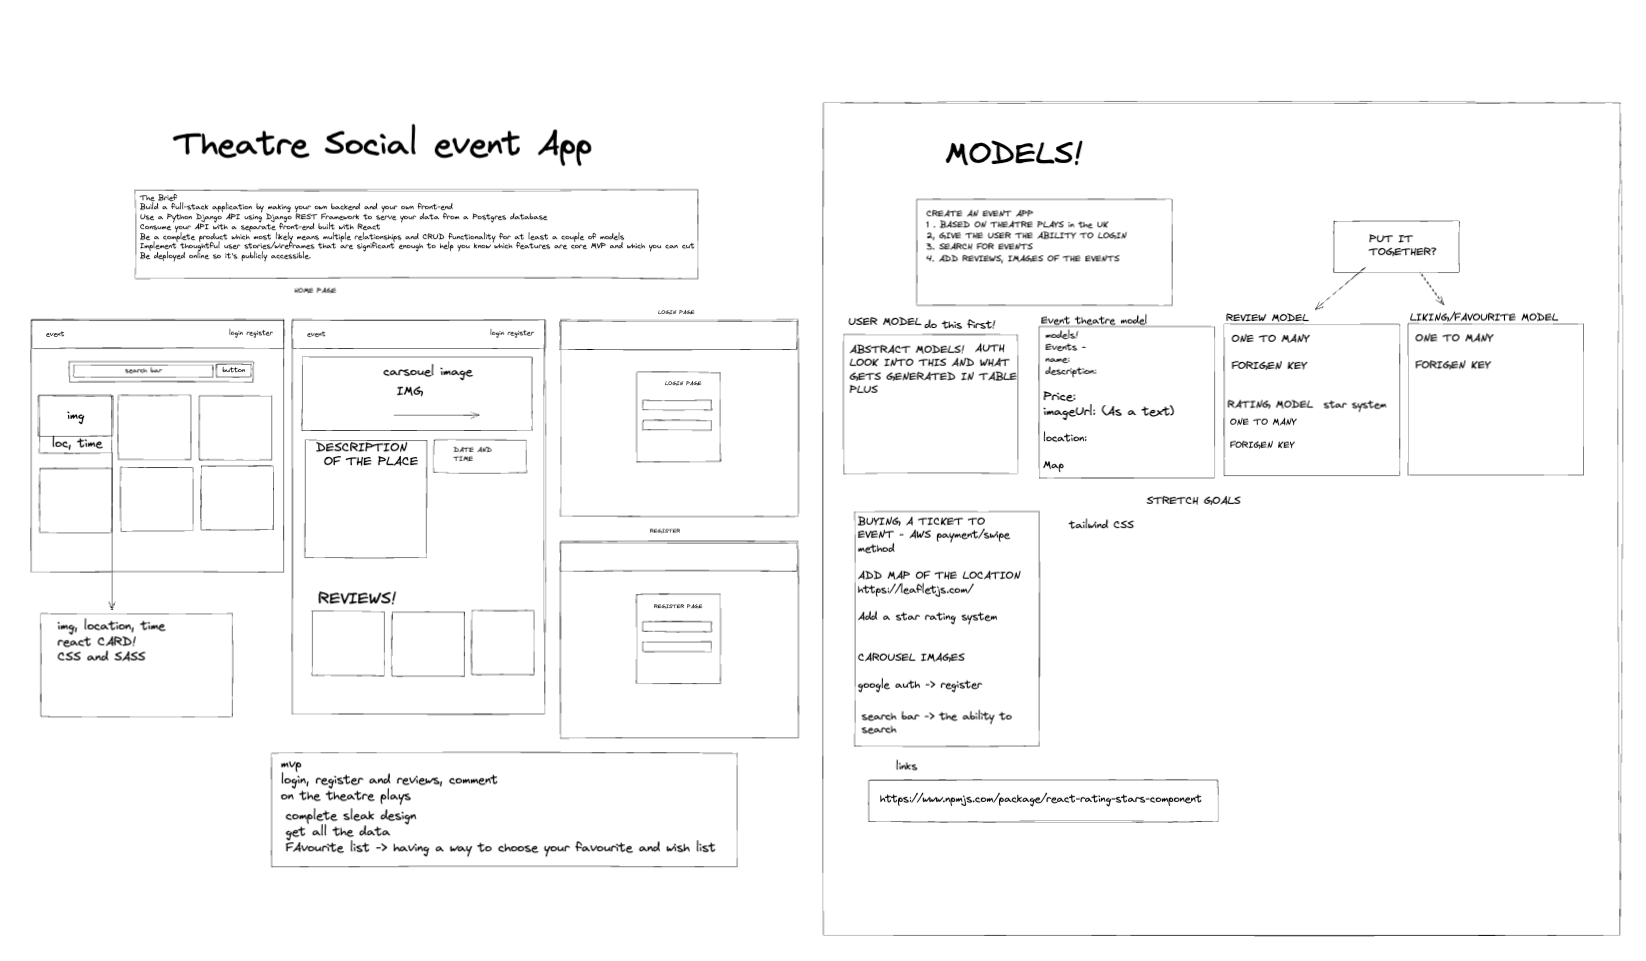 Theatre Social event App
The Brief
Build a full-stack application by making your own backend and your own front-end
Use a Python Django API using Django REST Framework to serve your data from a Postgres database
Consume your API with a separate front-end built with React
Be a complete product which most likely means multiple relationships and CRUD functionality for at least a couple of models
Implement thoughtful user stories/wireframes that are significant enough to help you know which features are core MVP and which you can cut
Be deployed online so it's publicly accessible.
HOME PAGE
event
login register
search bar
button
img
loc, time
img, location, time
react CARD!
CSS and SASS
event
login register
carsouel image
IMG,
DESCRIPTION
OF THE PLACE
DATE AND
TIME
REVIEWS!
LOGIN PAGE
LOGIN PAGE
REGISTER
REGISTER PAGE
mvp
login, register and reviews, comment
on the theatre plays
complete sleak design
get all the data
FAvourite list -> having a way to choose your favourite and wish list
MODELS!
CREATE AN EVENT APP
1 . BASED ON THEATRE PLAYS in the UK
2, GIVE THE USER THE ABILITY TO LOGIN
3. SEARCH FOR EVENTS
4. ADD REVIEWS, IMAGES OF THE EVENTS
PUT IT
TOGETHER?
USER MODEL do this first!
ABSTRACT MODELS! AUTH
LOOK INTO THIS AND WHAT
GETS GENERATED IN TABLE
PLUS
Event theatre model
models!
Events -
name:
description:
Price:
imageUrl: (As a text)
location:
Map
REVIEW MODEL
ONE TO MANY
FORIGEN KEY
RATING, MODEL star system
ONE TO MANY
FORIGEN KEY
LIKING/FAVOURITE MODEL
ONE TO MANY
FORIGEN KEY
STRETCH GOALS
BUYING, A TICKET TO
EVENT - AWS payment/swipe
method
ADD MAP OF THE LOCATION
https://leafletjs.com/
Add a star rating system
CAROUSEL IMAGES
google auth -> register
search bar -> the ability to
search
tailwind CSS
links
https://www.npmjs.com/package/react-rating-stars-component